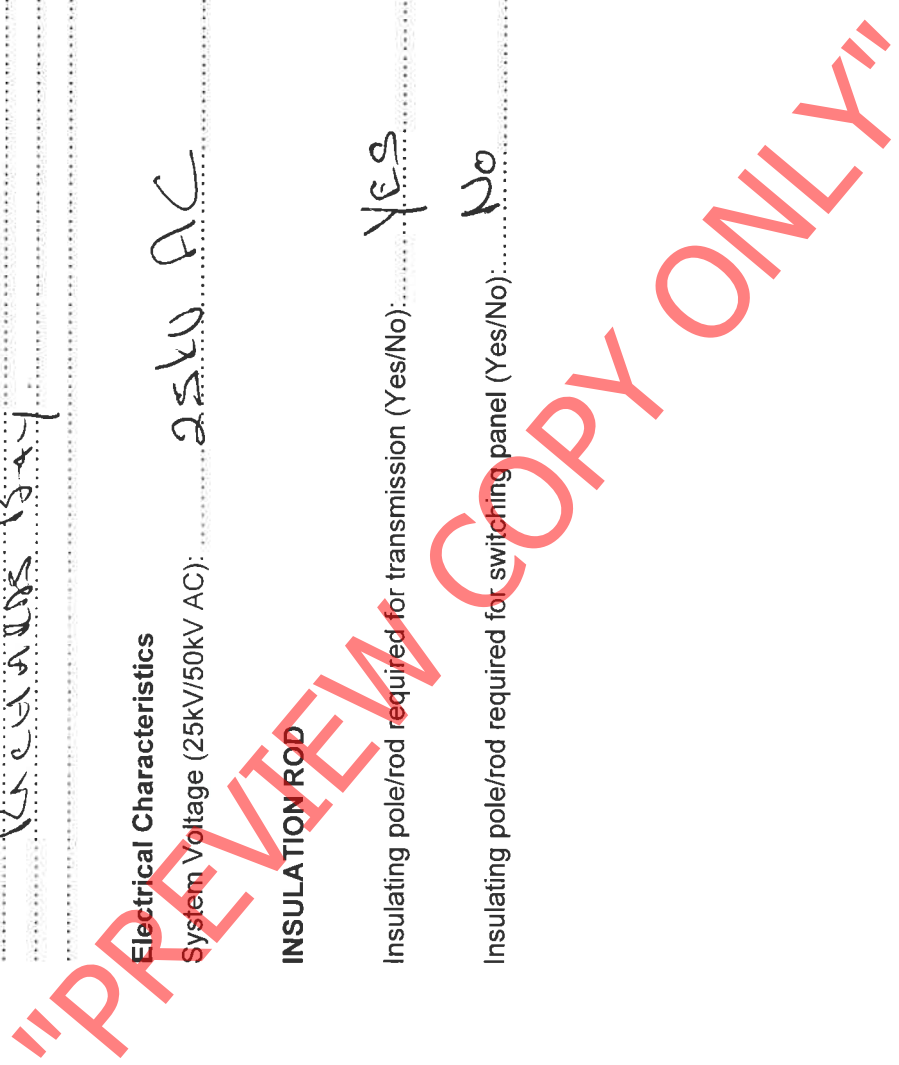 Bay
Electrical Characteristics
System Voltage (25kV/50kV AC): 25kV AC
INSULATION ROD
Insulating pole/rod required for transmission (Yes/No): YES
Insulating pole/rod required for switching panel (Yes/No): NO
"PREVIEW COPY ONLY"